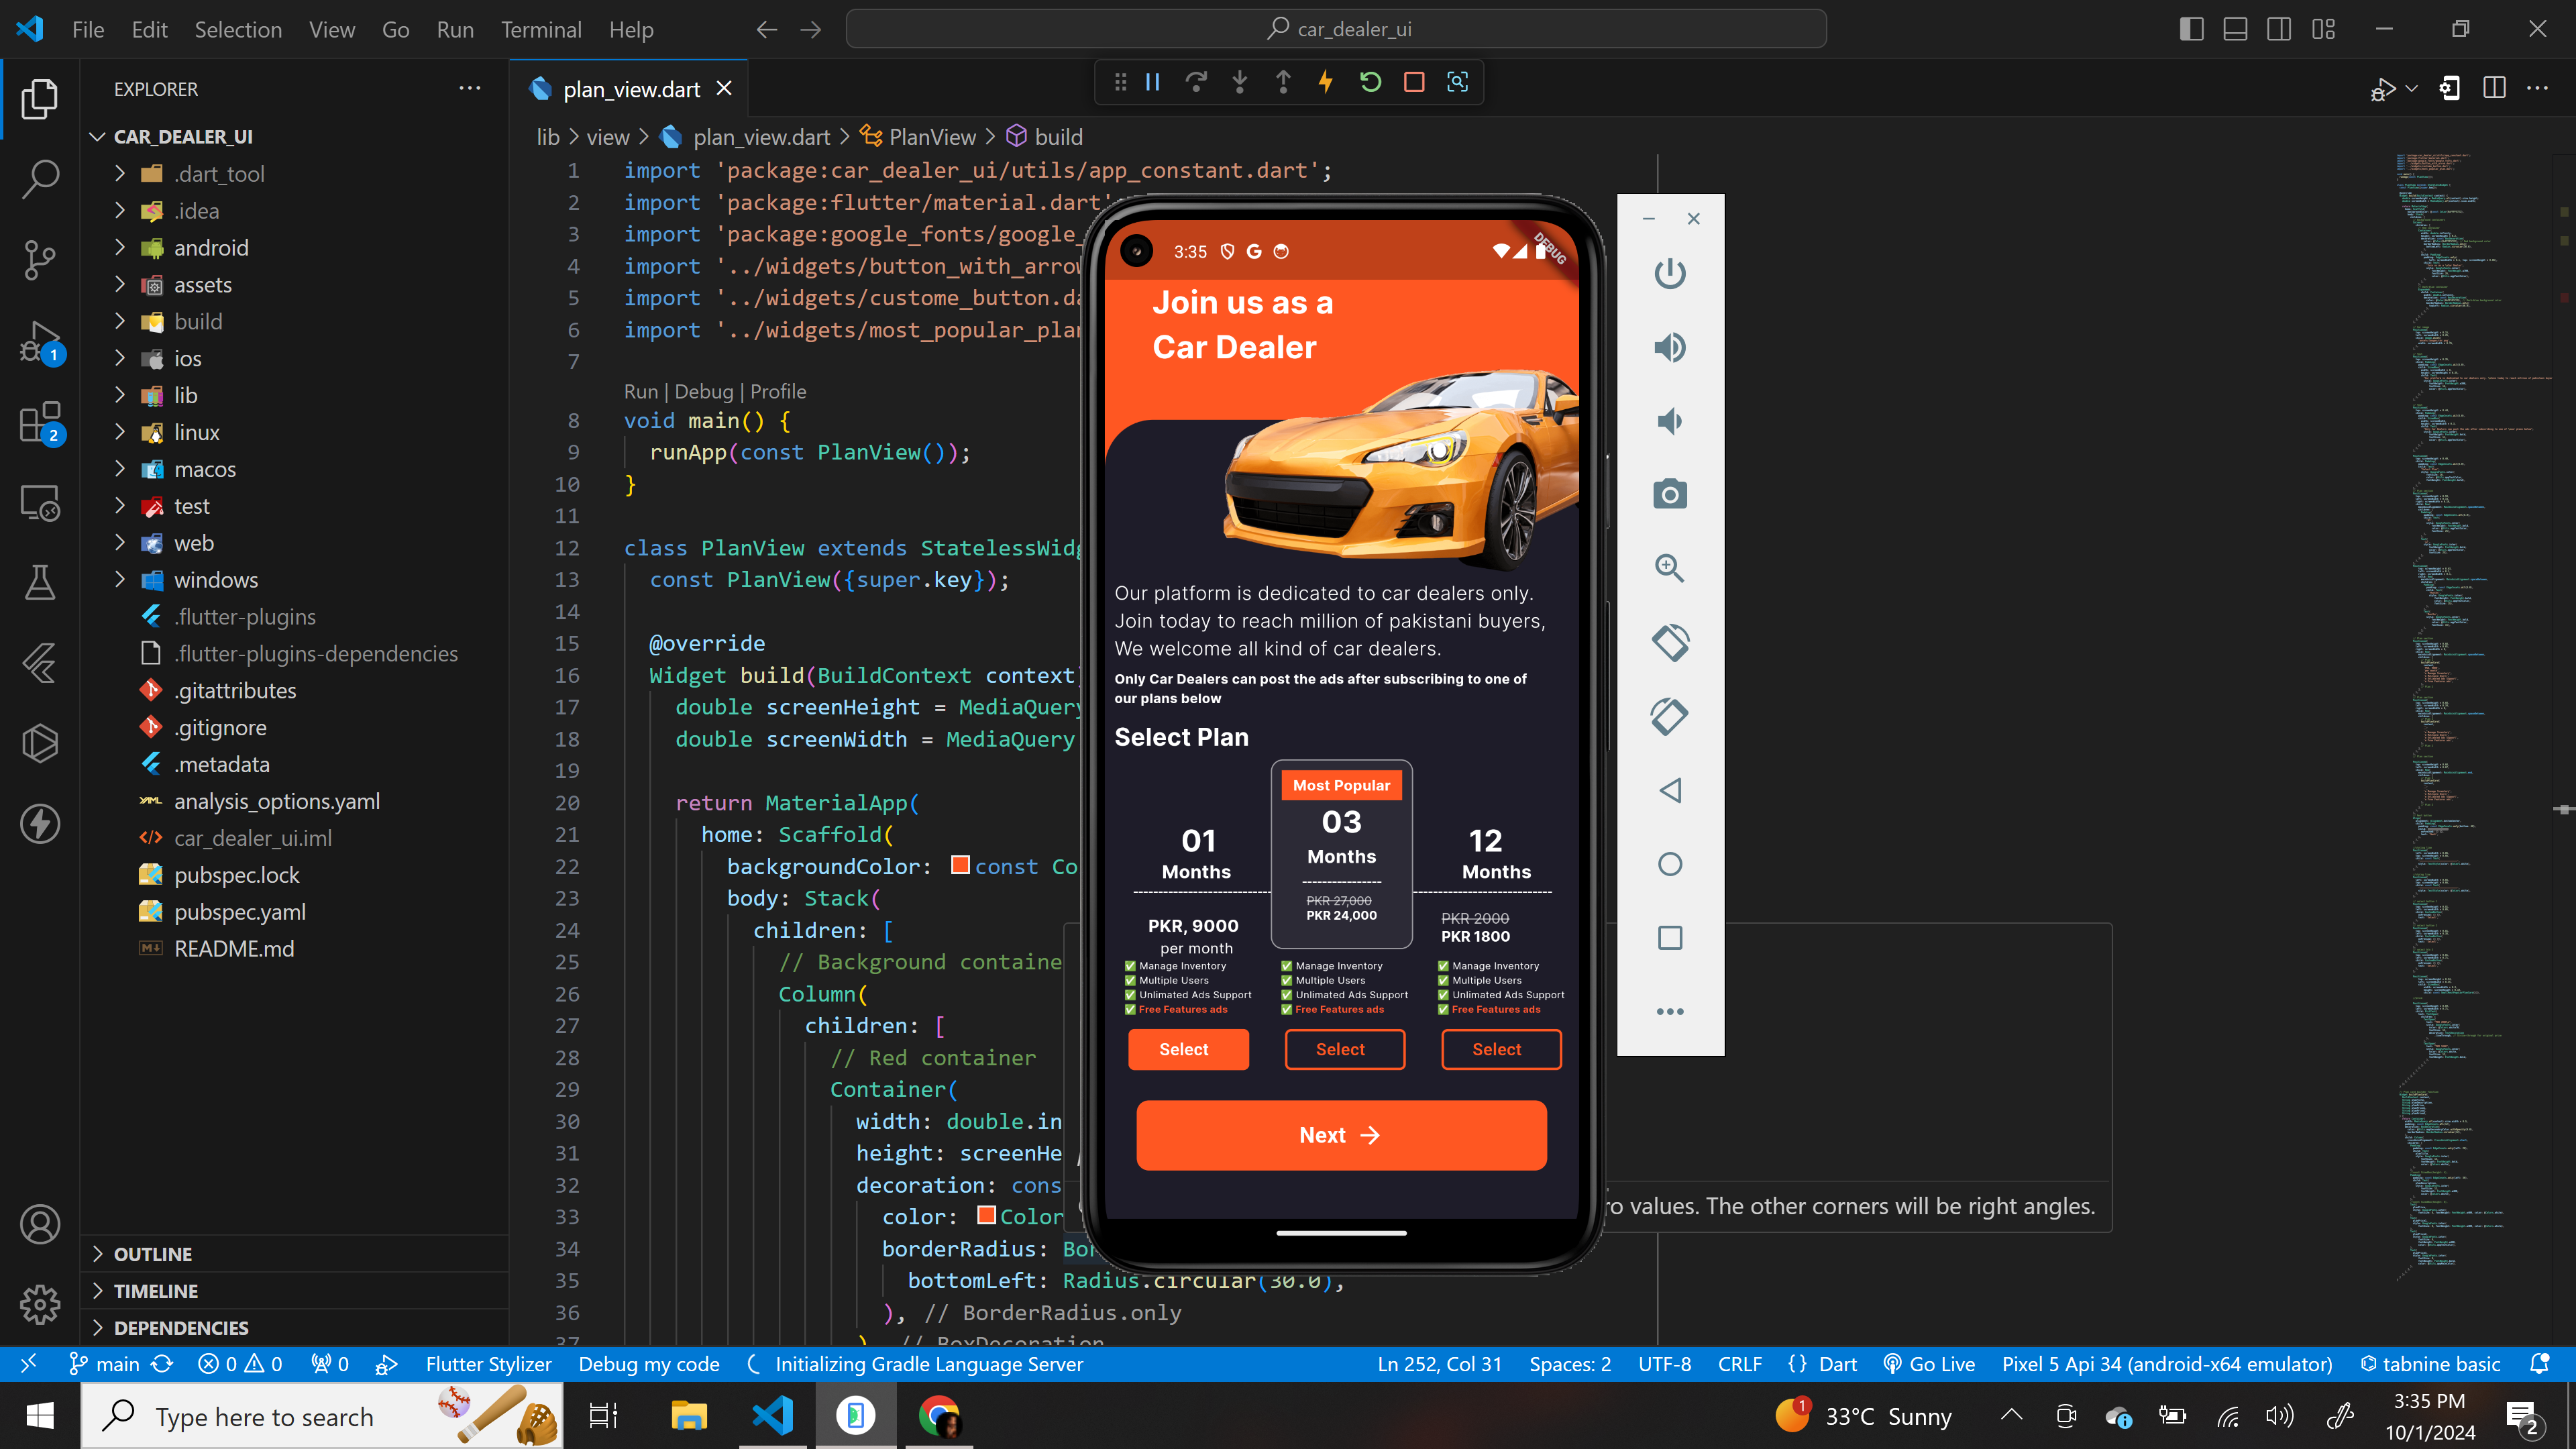 File Edit Selection View Go Run Terminal Help
car_dealer_ui
EXPLORER
CAR_DEALER_UI
.dart_tool
.idea
android
assets
build
ios
lib
linux
macos
test
web
windows
.flutter-plugins
.flutter-plugins-dependencies
.gitattributes
.gitignore
.metadata
analysis_options.yaml
car_dealer_ui.iml
pubspec.lock
pubspec.yaml
README.md
OUTLINE
TIMELINE
DEPENDENCIES
1
2
2
plan_view.dart
lib > view > plan_view.dart > PlanView > build
1 import 'package:car_dealer_ui/utils/app_constant.dart';
2 import 'package:flutter/material.dart'
3 import 'package:google_fonts/google_
4 import '../widgets/button_with_arrow
5 import '../widgets/custome_button.da
6 import '../widgets/most_popular_plan
7
Run | Debug | Profile
8 void main() {
9 runApp(const PlanView());
10 }
11
12 class PlanView extends StatelessWidg
13 const PlanView({super.key});
14
15 @override
16 Widget build(BuildContext context)
17 double screenHeight = MediaQuery
18 double screenWidth = MediaQuery
19
20 return MaterialApp(
21 home: Scaffold(
22 backgroundColor: const Co
23 body: Stack(
24 children: [
25 // Background containe
26 Column(
27 children: [
28 // Red container
29 Container(
30 width: double.in
31 height: screenHe
32 decoration: cons
33 color: Color
34 borderRadius: Bor
35 bottomLeft: Radius.circular(30.0),
36 ), // BorderRadius.only
37 ), // BoxDecoration
ro values. The other corners will be right angles.
3:35
DEBUG
Join us as a
Car Dealer
Our platform is dedicated to car dealers only.
Join today to reach million of pakistani buyers,
We welcome all kind of car dealers.
Only Car Dealers can post the ads after subscribing to one of
our plans below
Select Plan
01
Months
PKR, 9000
per month
✅ Manage Inventory
✅ Multiple Users
✅ Unlimated Ads Support
✅ Free Features ads
Select
Most Popular
03
Months
PKR 27,000
PKR 24,000
✅ Manage Inventory
✅ Multiple Users
✅ Unlimated Ads Support
✅ Free Features ads
Select
12
Months
PKR 2000
PKR 1800
✅ Manage Inventory
✅ Multiple Users
✅ Unlimated Ads Support
✅ Free Features ads
Select
Next →
main 0 0 0 Flutter Stylizer Debug my code Initializing Gradle Language Server Ln 252, Col 31 Spaces: 2 UTF-8 CRLF {} Dart Go Live Pixel 5 Api 34 (android-x64 emulator) tabnine basic
Type here to search
1
33°C Sunny
3:35 PM
10/1/2024
2